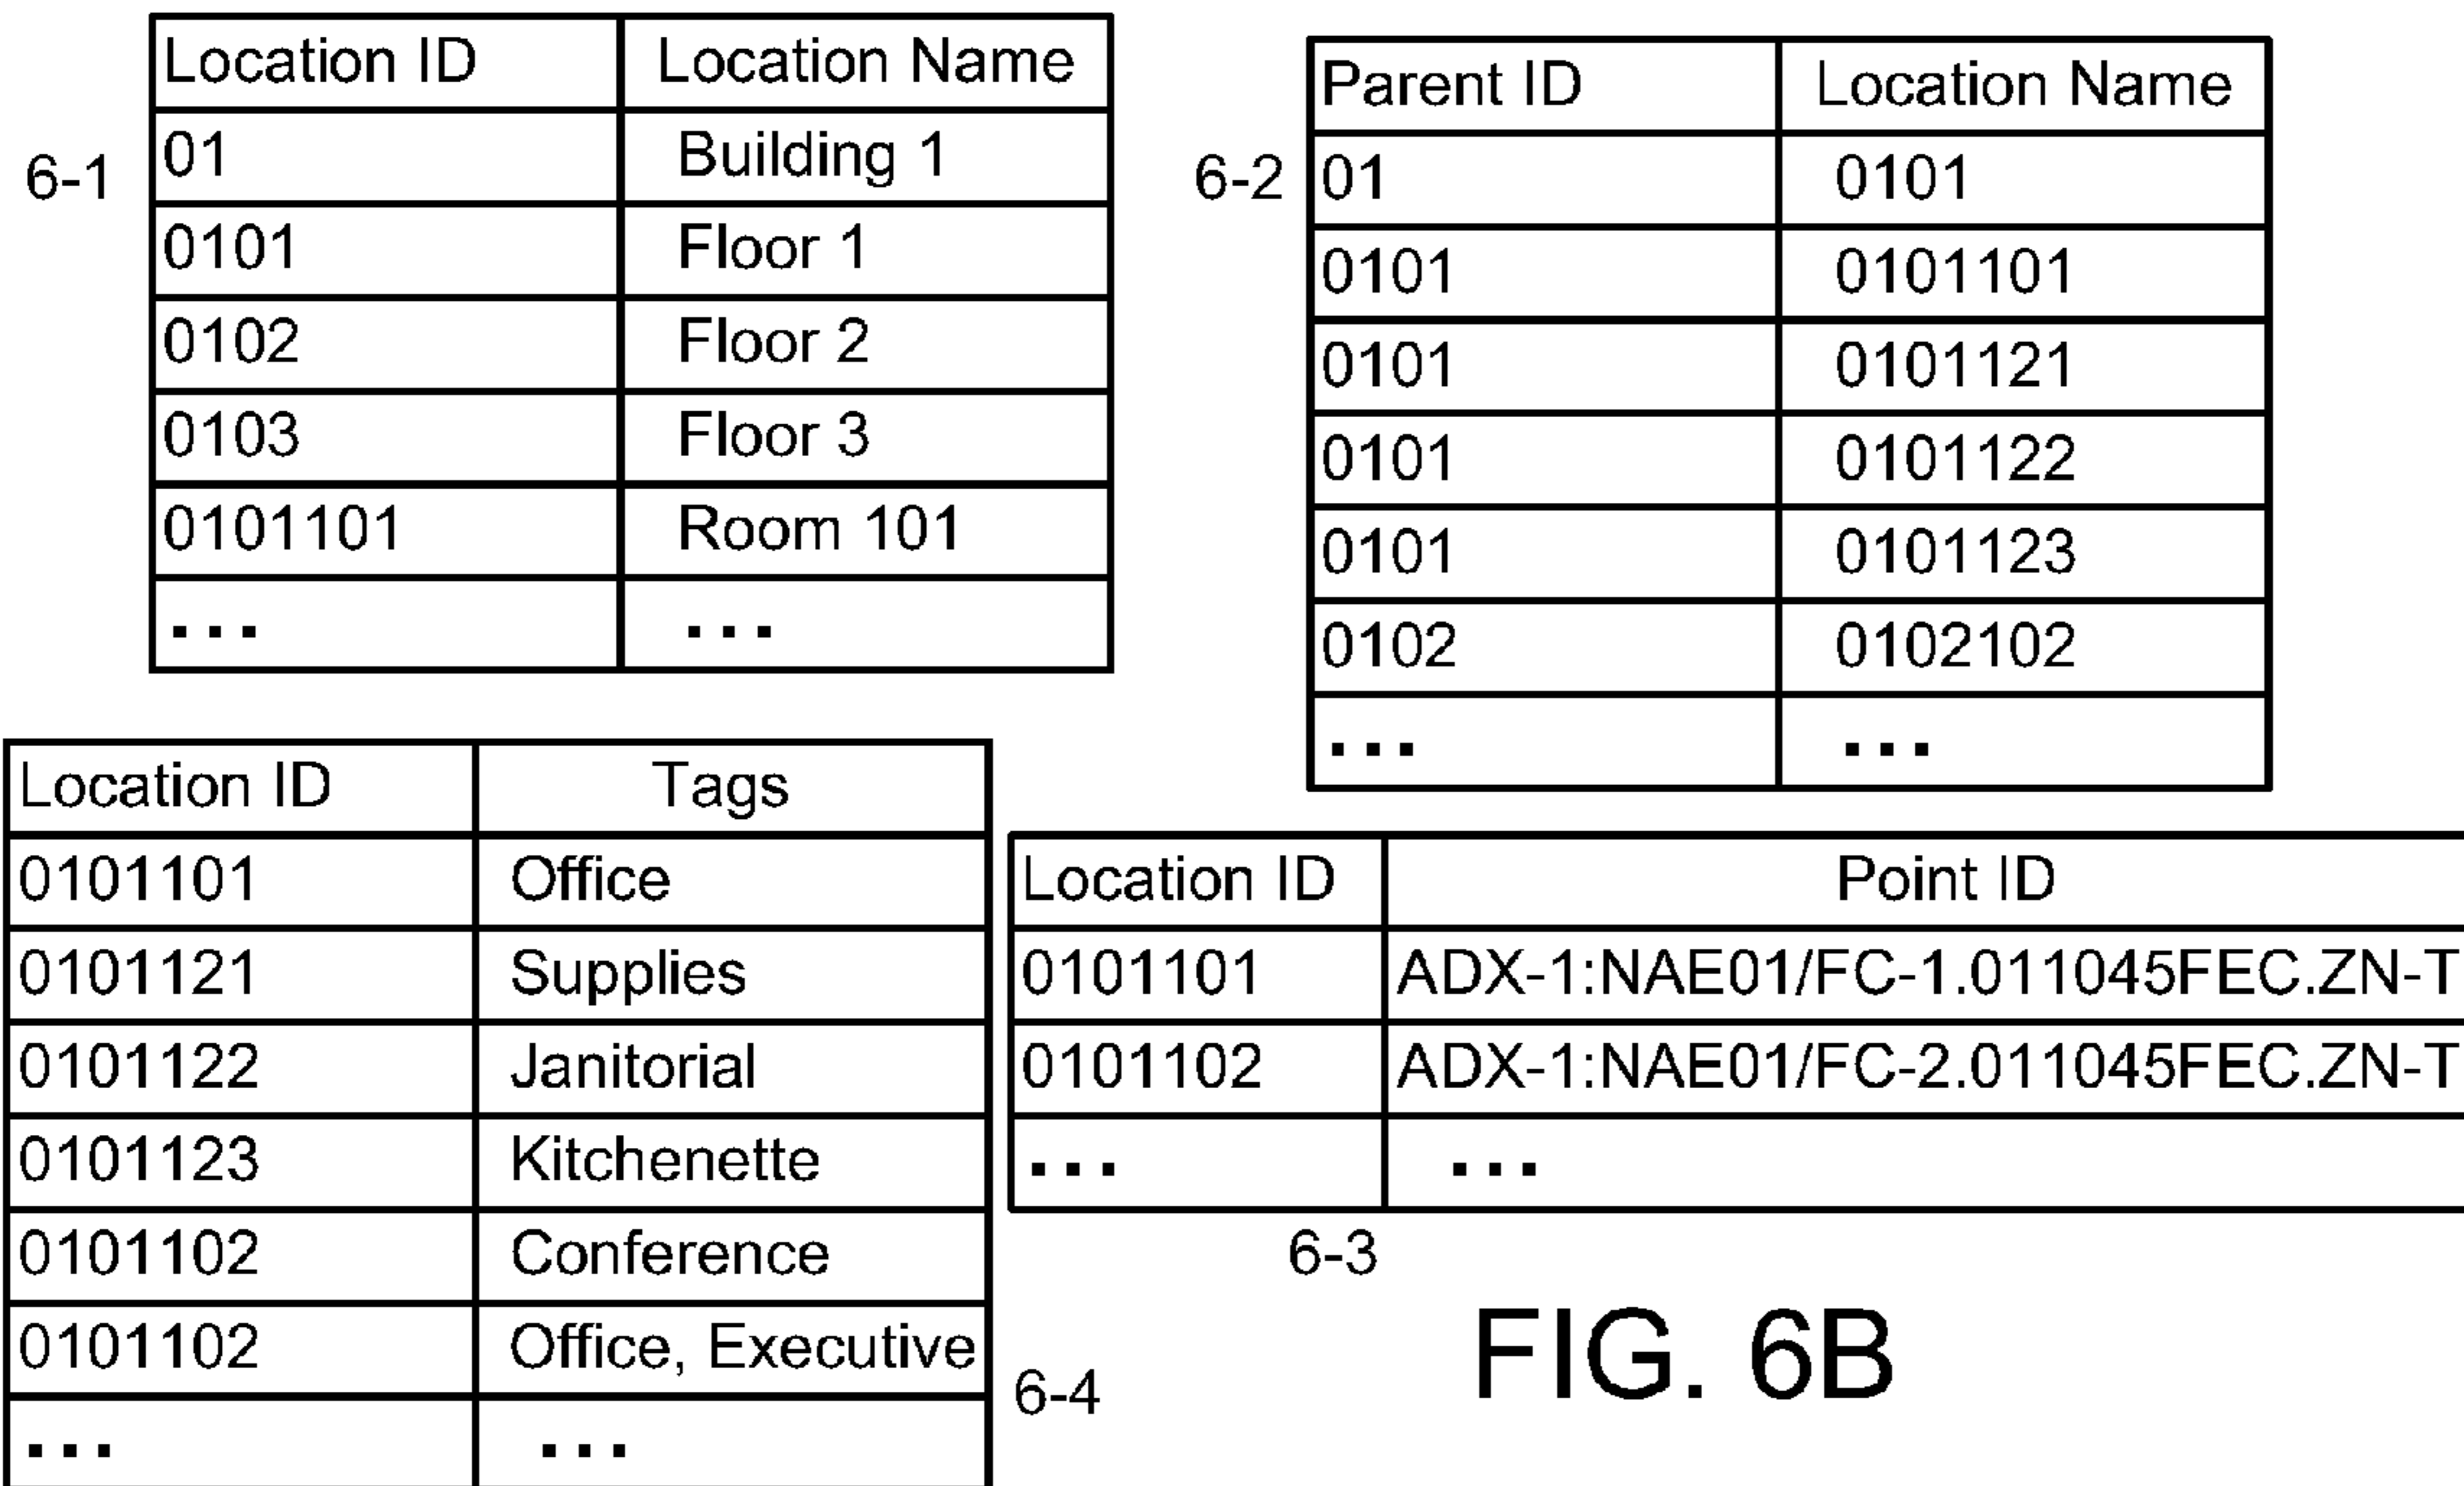 Location ID Location Name
01 Building 1
0101 Floor 1
0102 Floor 2
0103 Floor 3
0101101 Room 101
... ...
6-1
Parent ID Location Name
01 0101
0101 0101101
0101 0101121
0101 0101122
0101 0101123
0102 0102102
... ...
6-2
Location ID Tags
0101101 Office
0101121 Supplies
0101122 Janitorial
0101123 Kitchenette
0101102 Conference
0101102 Office, Executive
... ...
6-4
Location ID Point ID
0101101 ADX-1:NAE01/FC-1.011045FEC.ZN-T
0101102 ADX-1:NAE01/FC-2.011045FEC.ZN-T
... ...
6-3
FIG. 6B